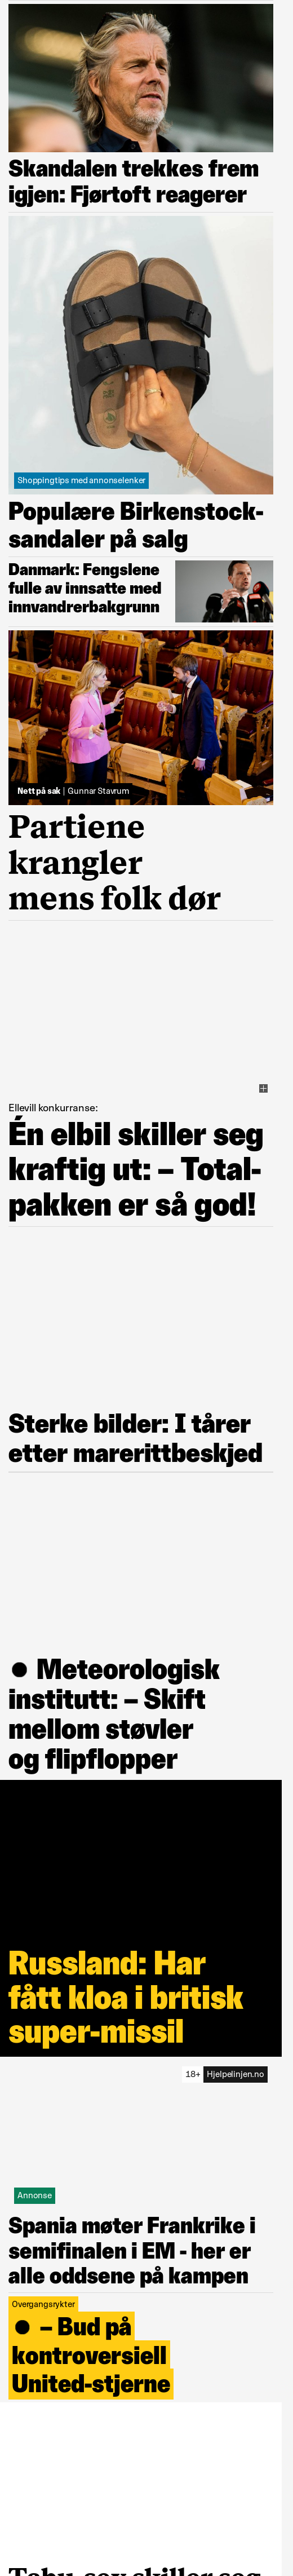 Skandalen trekkes frem
igjen: Fjørtoft reagerer
Shoppingtips med annonselenker
Populære Birkenstock-
sandaler på salg
Danmark: Fengslene
fulle av innsatte med
innvandrerbakgrunn
Nett på sak | Gunnar Stavrum
Partiene
krangler
mens folk dør
Ellevill konkurranse:
Én elbil skiller seg
kraftig ut: – Total-
pakken er så god!
Sterke bilder: I tårer
etter marerittbeskjed
● Meteorologisk
institutt: – Skift
mellom støvler
og flipflopper
Russland: Har
fått kloa i britisk
super-missil
18+ Hjelpelinjen.no
Annonse
Spania møter Frankrike i
semifinalen i EM - her er
alle oddsene på kampen
Overgangsrykter
● – Bud på
kontroversiell
United-stjerne